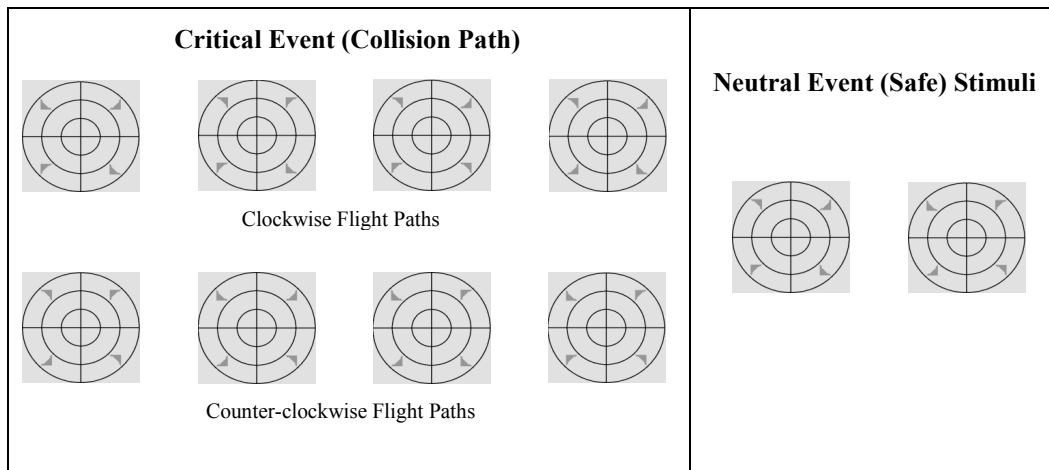 Critical Event (Collision Path)
Neutral Event (Safe) Stimuli
Clockwise Flight Paths
Counter-clockwise Flight Paths